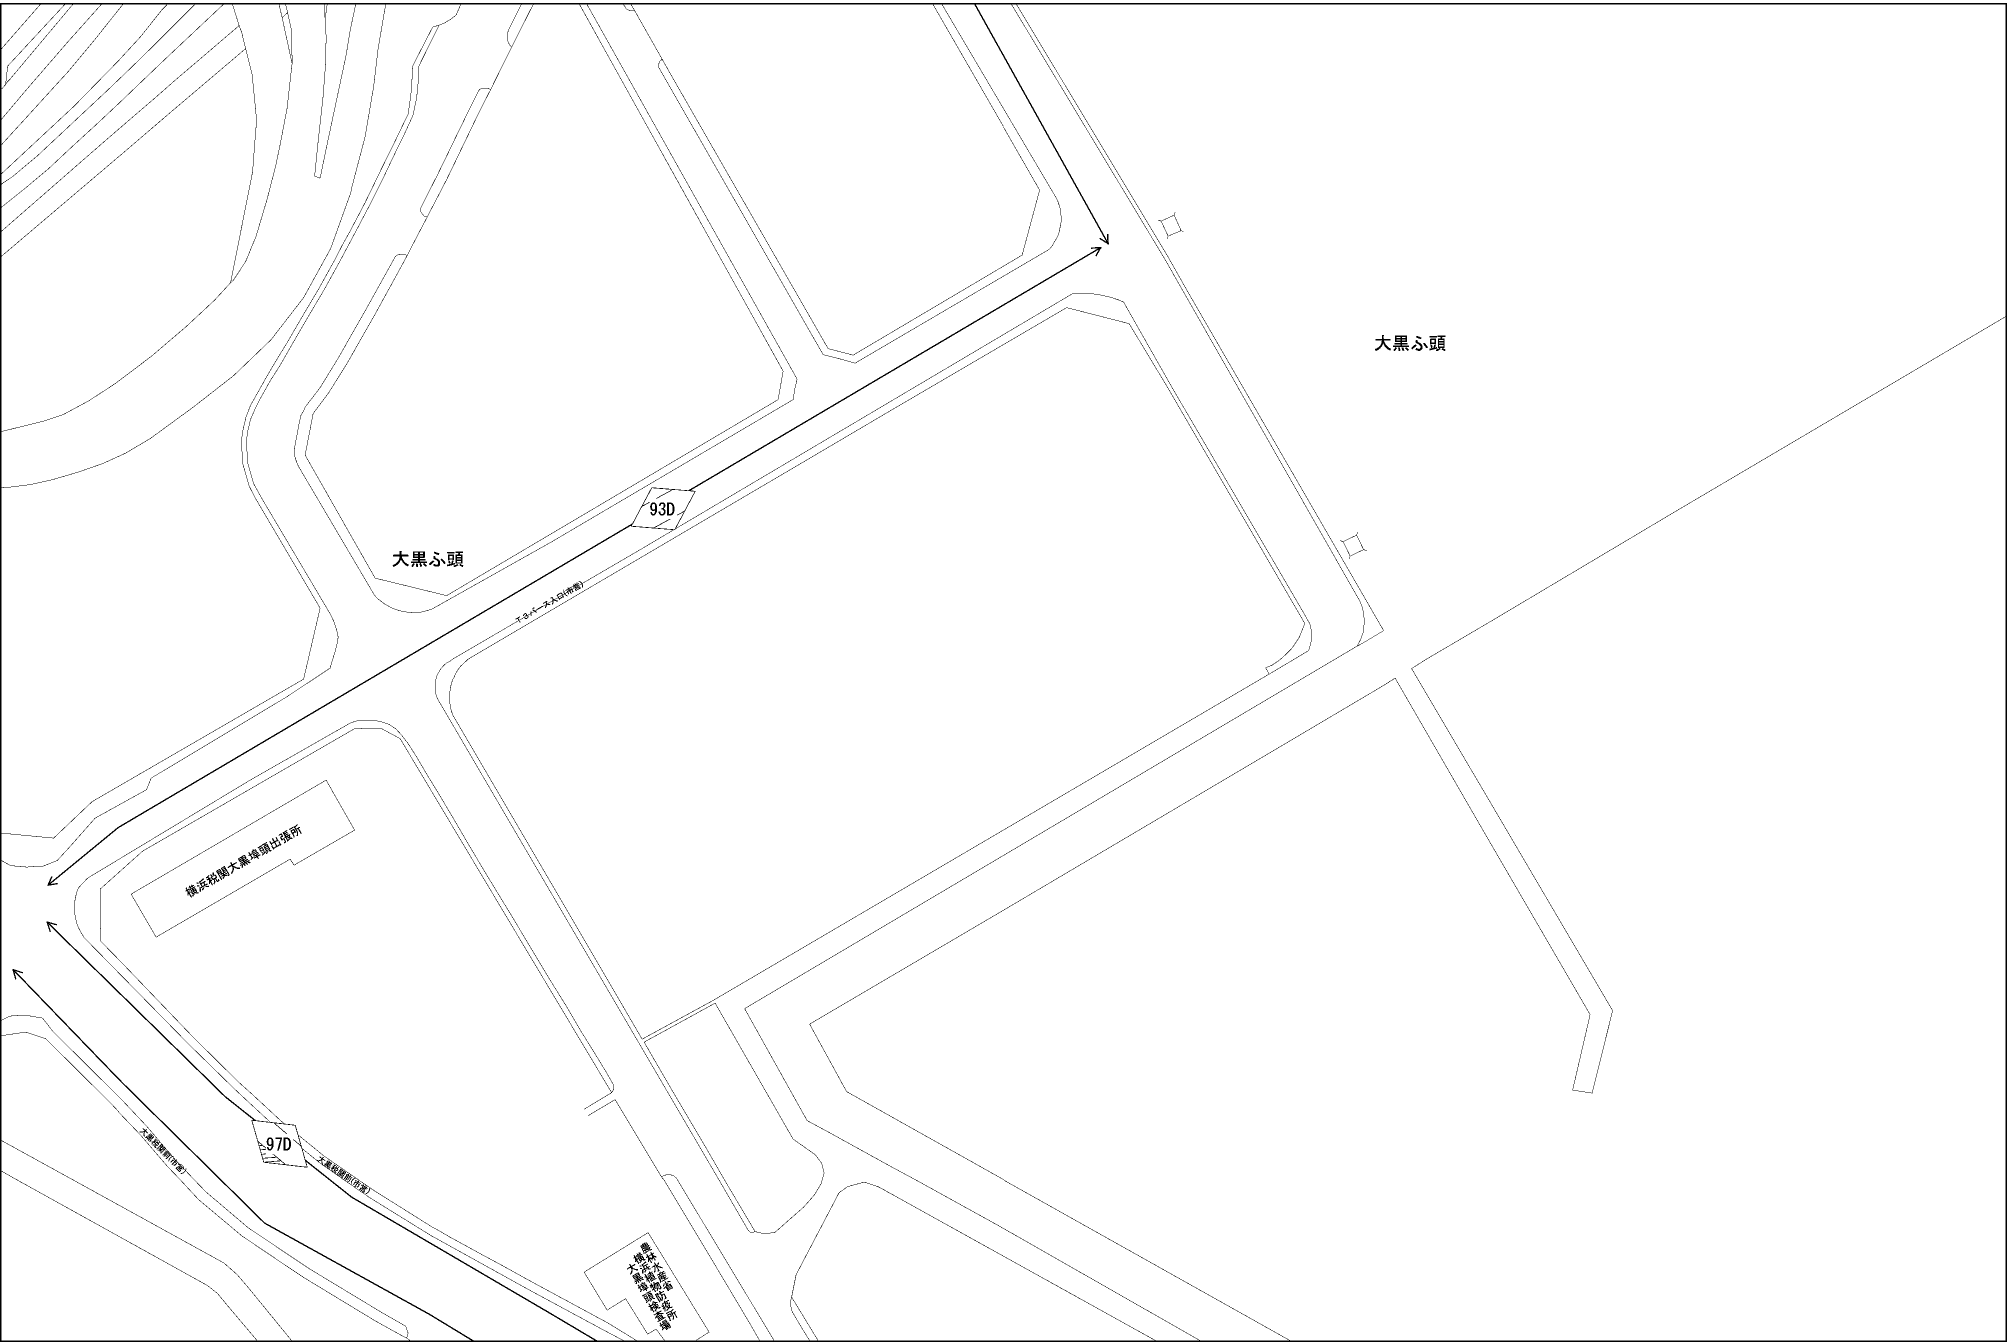 大黒ふ頭
93D
大黒ふ頭
T-3バース入口(市営)
横浜税関大黒埠頭出張所
97D
大黒税関前(市営)
大黒税関前(市営)
農林水産省
横浜植物防疫所
大黒埠頭検査場